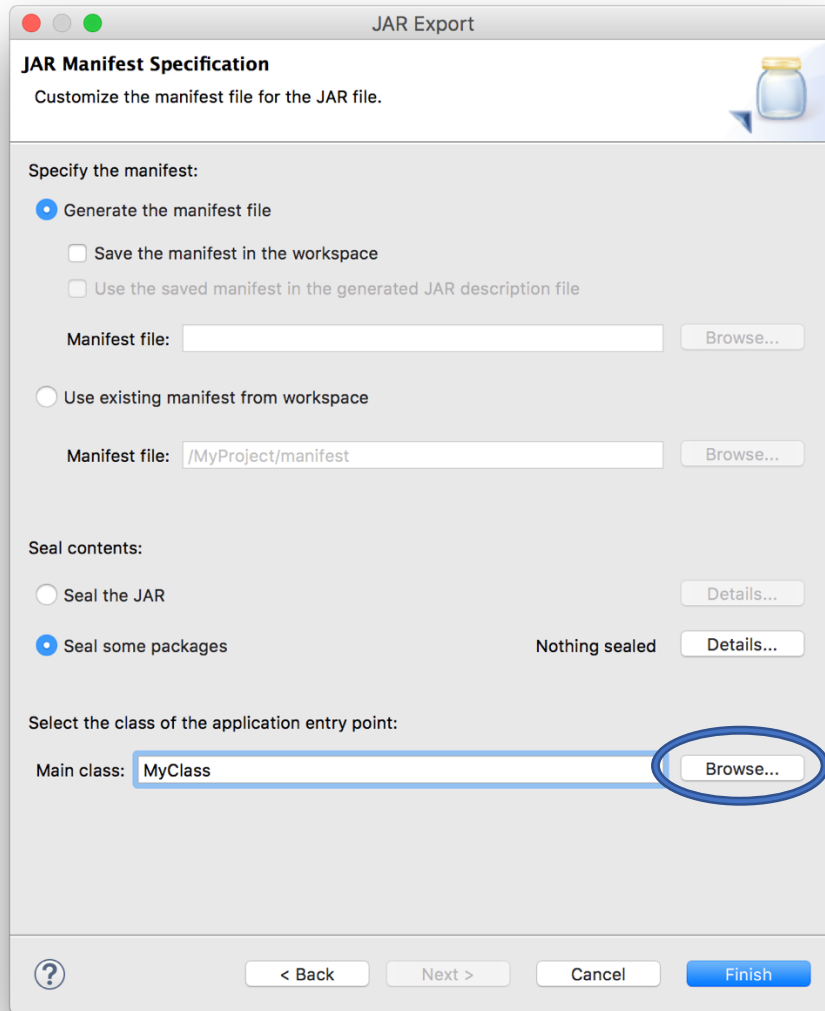 JAR Export
JAR Manifest Specification
Customize the manifest file for the JAR file.
Specify the manifest:
Generate the manifest file
Save the manifest in the workspace
Use the saved manifest in the generated JAR description file
Manifest file: Browse...
Use existing manifest from workspace
Manifest file: /MyProject/manifest Browse...
Seal contents:
Seal the JAR Details...
Seal some packages Nothing sealed Details...
Select the class of the application entry point:
Main class: MyClass Browse...
? < Back Next > Cancel Finish